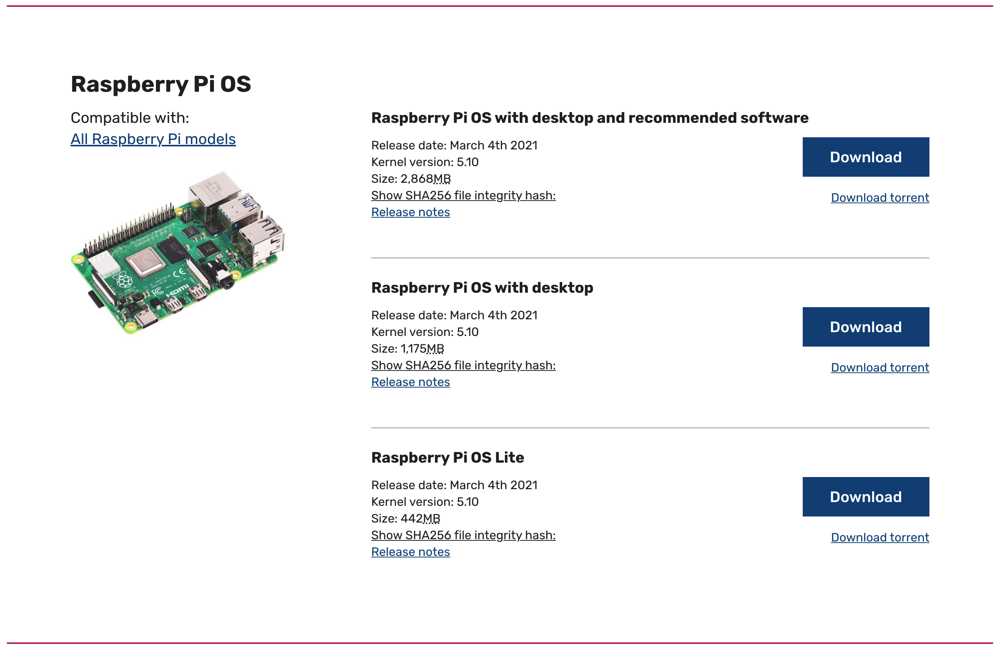 Raspberry Pi OS
Compatible with:
All Raspberry Pi models
Raspberry Pi OS with desktop and recommended software
Release date: March 4th 2021
Kernel version: 5.10
Size: 2,868MB
Show SHA256 file integrity hash:
Release notes
Download
Download torrent
Raspberry Pi OS with desktop
Release date: March 4th 2021
Kernel version: 5.10
Size: 1,175MB
Show SHA256 file integrity hash:
Release notes
Download
Download torrent
Raspberry Pi OS Lite
Release date: March 4th 2021
Kernel version: 5.10
Size: 442MB
Show SHA256 file integrity hash:
Release notes
Download
Download torrent
HDMI
FC
CE